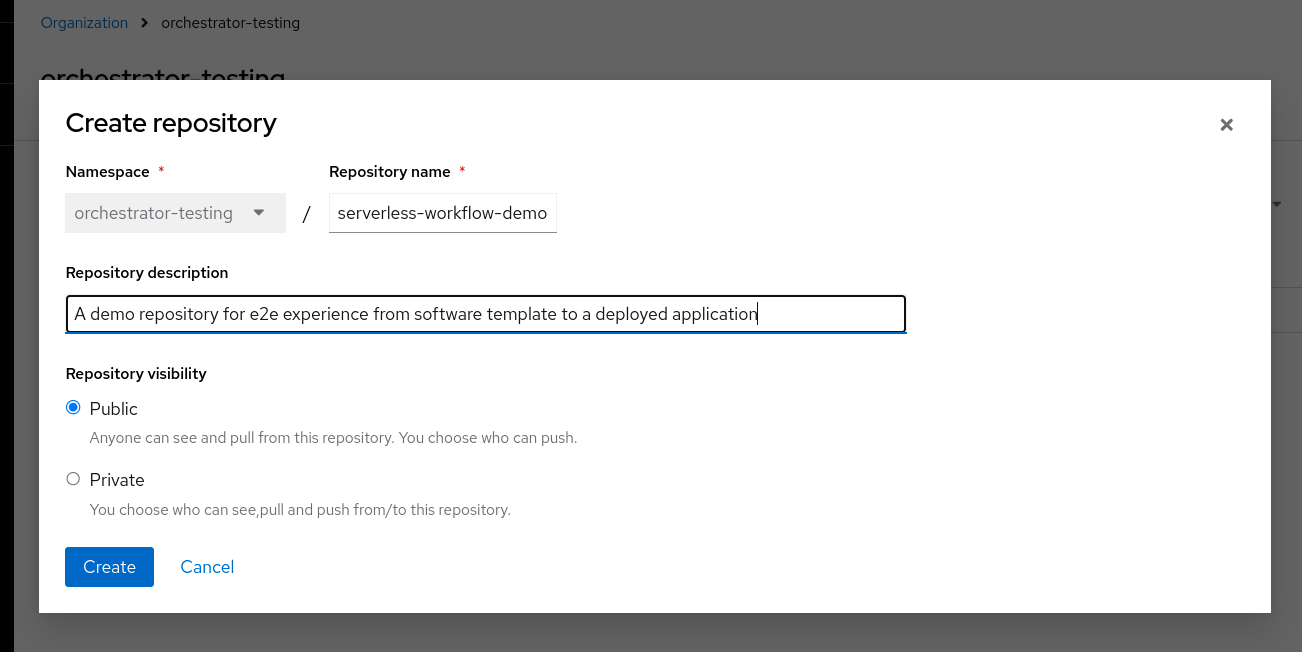 Organization > orchestrator-testing
orchestrator-testing
Create repository
Namespace * Repository name *
orchestrator-testing / serverless-workflow-demo
Repository description
A demo repository for e2e experience from software template to a deployed application
Repository visibility
Public
Anyone can see and pull from this repository. You choose who can push.
Private
You choose who can see,pull and push from/to this repository.
Create Cancel